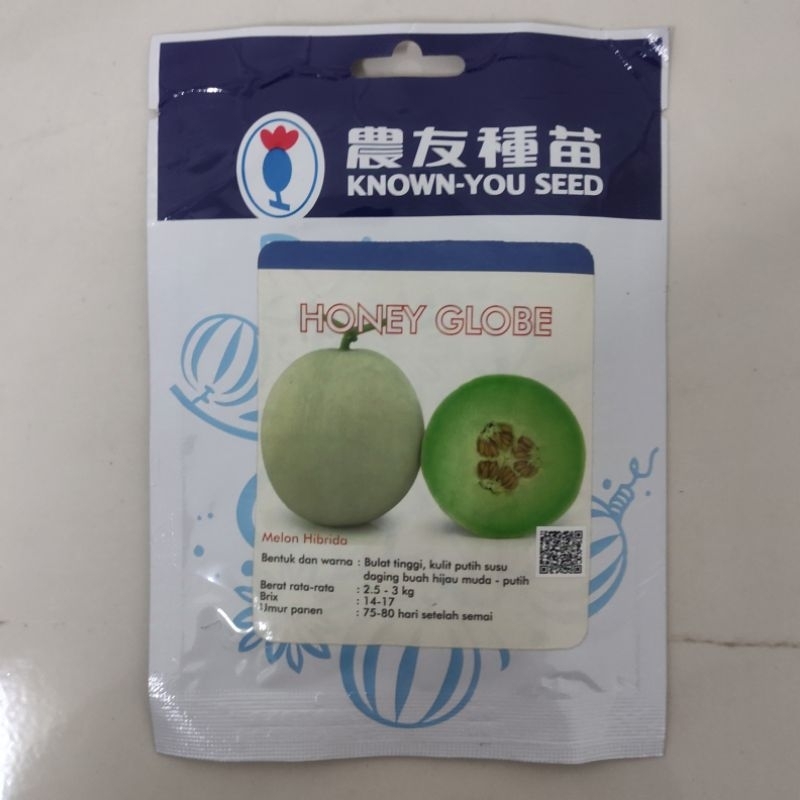 農友種苗
KNOWN-YOU SEED
HONEY GLOBE
Melon Hibrida
Bentuk dan warna : Bulat tinggi, kulit putih susu
daging buah hijau muda - putih
Berat rata-rata : 2.5 - 3 kg
Brix : 14-17
Umur panen : 75-80 hari setelah semai